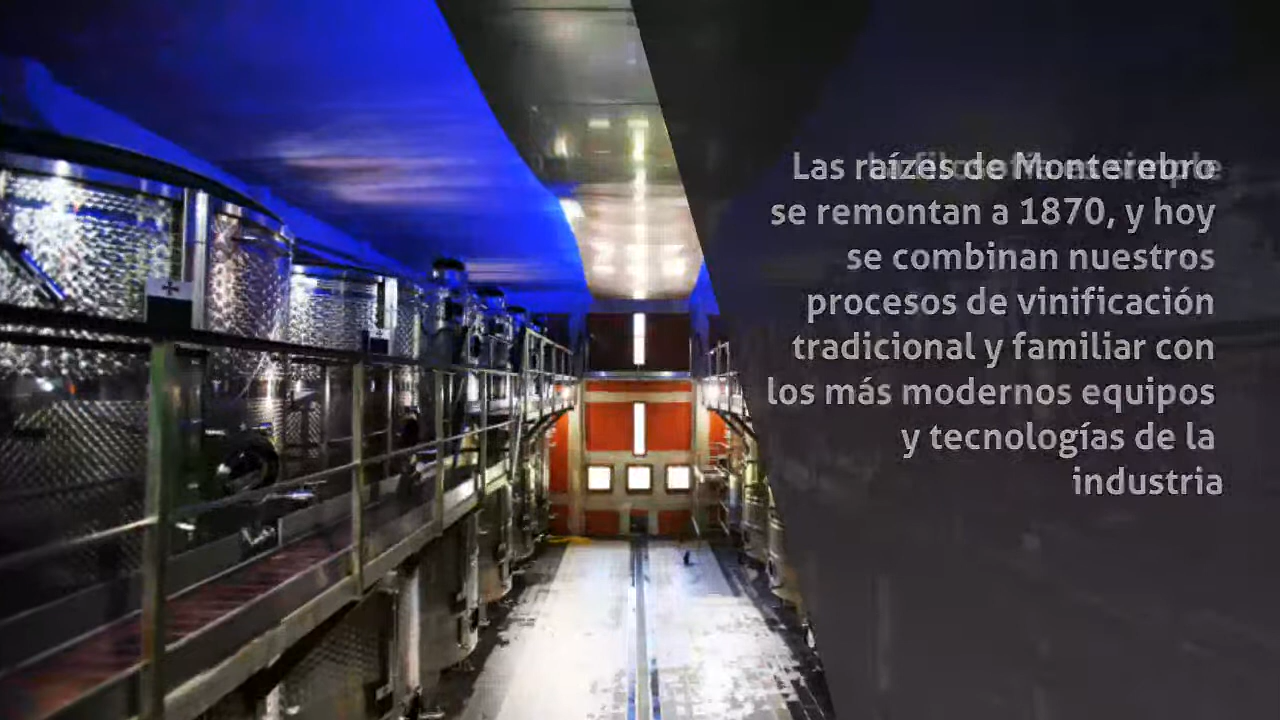 Las raízes de Monterebro
se remontan a 1870, y hoy
se combinan nuestros
procesos de vinificación
tradicional y familiar con
los más modernos equipos
y tecnologías de la
industria